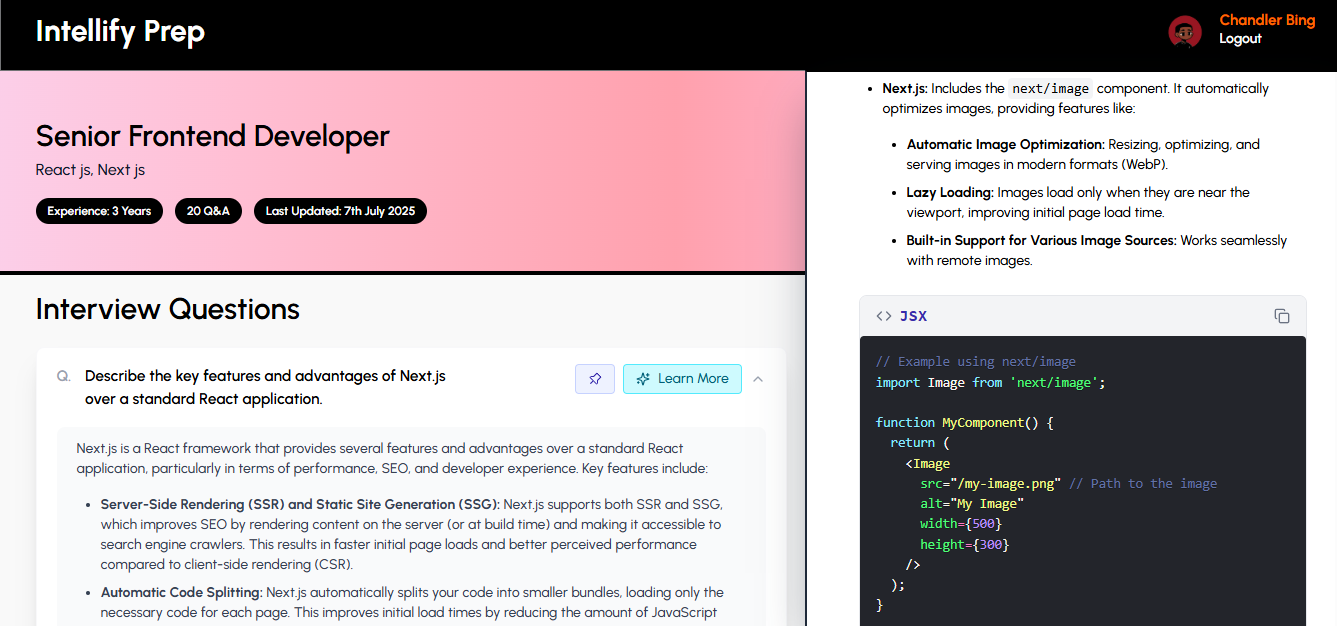 Intellify Prep
Chandler Bing
Logout
Senior Frontend Developer
React js, Next js
Experience: 3 Years
20 Q&A
Last Updated: 7th July 2025
Interview Questions
Q.
Describe the key features and advantages of Next.js
over a standard React application.
Learn More
Next.js is a React framework that provides several features and advantages over a standard React
application, particularly in terms of performance, SEO, and developer experience. Key features include:
• Server-Side Rendering (SSR) and Static Site Generation (SSG): Next.js supports both SSR and SSG,
which improves SEO by rendering content on the server (or at build time) and making it accessible to
search engine crawlers. This results in faster initial page loads and better perceived performance
compared to client-side rendering (CSR).
• Automatic Code Splitting: Next.js automatically splits your code into smaller bundles, loading only the
necessary code for each page. This improves initial load times by reducing the amount of JavaScript
• Next.js: Includes the next/image component. It automatically
optimizes images, providing features like:
• Automatic Image Optimization: Resizing, optimizing, and
serving images in modern formats (WebP).
• Lazy Loading: Images load only when they are near the
viewport, improving initial page load time.
• Built-in Support for Various Image Sources: Works seamlessly
with remote images.
<> JSX
// Example using next/image
import Image from 'next/image';
function MyComponent() {
return (
<Image
src="/my-image.png" // Path to the image
alt="My Image"
width={500}
height={300}
/>
);
}